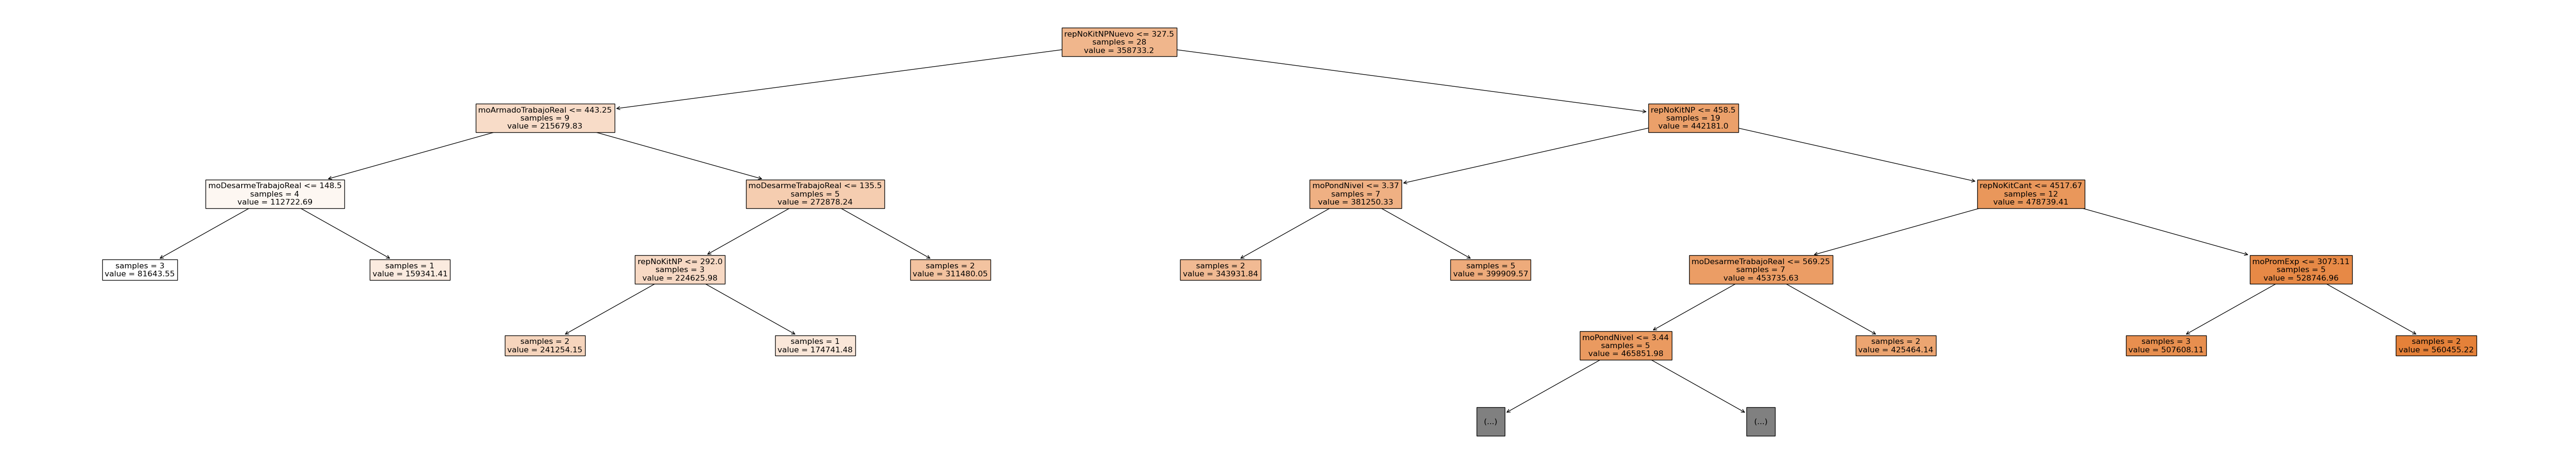 repNoKitNPNuevo <= 327.5
samples = 28
value = 358733.2
moArmadoTrabajoReal <= 443.25
samples = 9
value = 215679.83
repNoKitNP <= 458.5
samples = 19
value = 442181.0
moDesarmeTrabajoReal <= 148.5
samples = 4
value = 112722.69
moDesarmeTrabajoReal <= 135.5
samples = 5
value = 272878.24
moPondNivel <= 3.37
samples = 7
value = 381250.33
repNoKitCant <= 4517.67
samples = 12
value = 478739.41
samples = 3
value = 81643.55
samples = 1
value = 159341.41
repNoKitNP <= 292.0
samples = 3
value = 224625.98
samples = 2
value = 311480.05
samples = 2
value = 343931.84
samples = 5
value = 399909.57
moDesarmeTrabajoReal <= 569.25
samples = 7
value = 453735.63
moPromExp <= 3073.11
samples = 5
value = 528746.96
samples = 2
value = 241254.15
samples = 1
value = 174741.48
moPondNivel <= 3.44
samples = 5
value = 465851.98
samples = 2
value = 425464.14
samples = 3
value = 507608.11
samples = 2
value = 560455.22
(...)
(...)